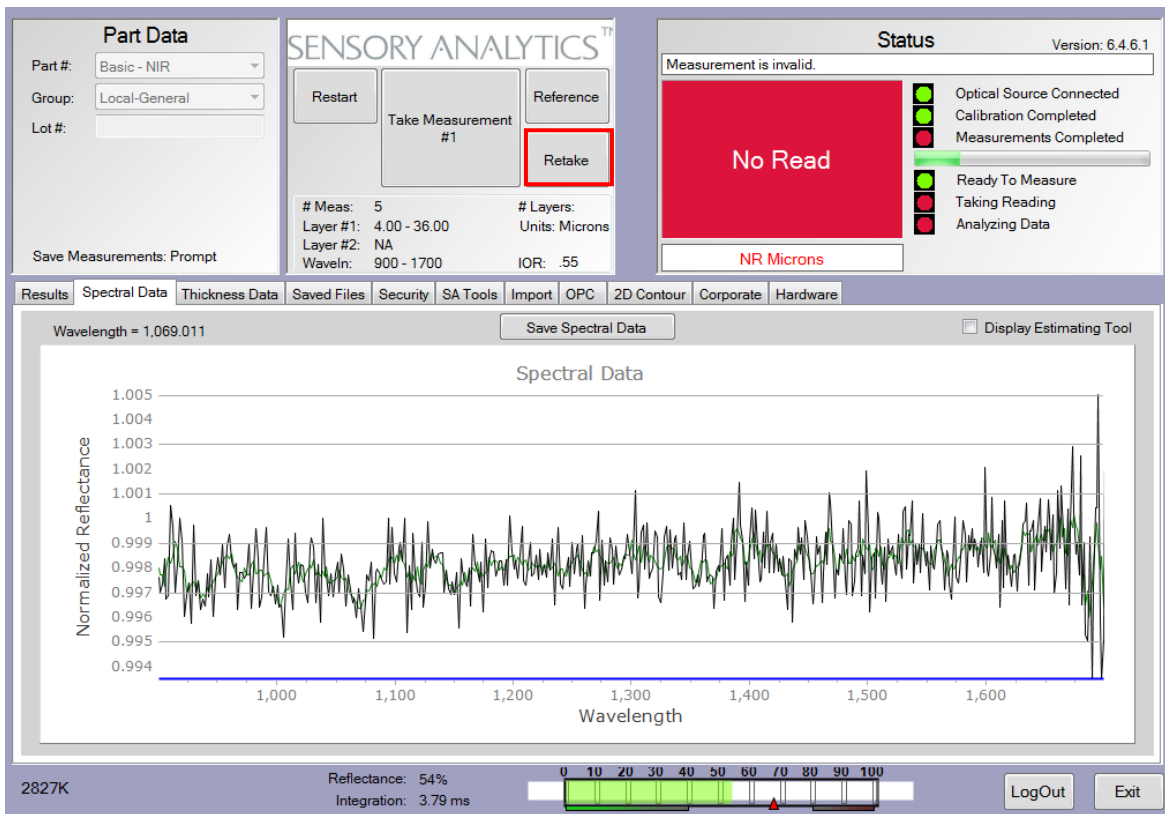 Part Data
Part #: Basic - NIR
Group: Local-General
Lot #:
Save Measurements: Prompt
SENSORY ANALYTICS TM
Restart
Take Measurement
#1
Reference
Retake
# Meas: 5 # Layers:
Layer #1: 4.00 - 36.00 Units: Microns
Layer #2: NA
Waveln: 900 - 1700 IOR: .55
Status
Version: 6.4.6.1
Measurement is invalid.
No Read
NR Microns
Optical Source Connected
Calibration Completed
Measurements Completed
Ready To Measure
Taking Reading
Analyzing Data
Results Spectral Data Thickness Data Saved Files Security SA Tools Import OPC 2D Contour Corporate Hardware
Wavelength = 1,069.011
Save Spectral Data
Display Estimating Tool
Spectral Data
Normalized Reflectance
1.005
1.004
1.003
1.002
1.001
1
0.999
0.998
0.997
0.996
0.995
0.994
1,000 1,100 1,200 1,300 1,400 1,500 1,600
Wavelength
2827K
Reflectance: 54%
Integration: 3.79 ms
0 10 20 30 40 50 60 70 80 90 100
LogOut
Exit